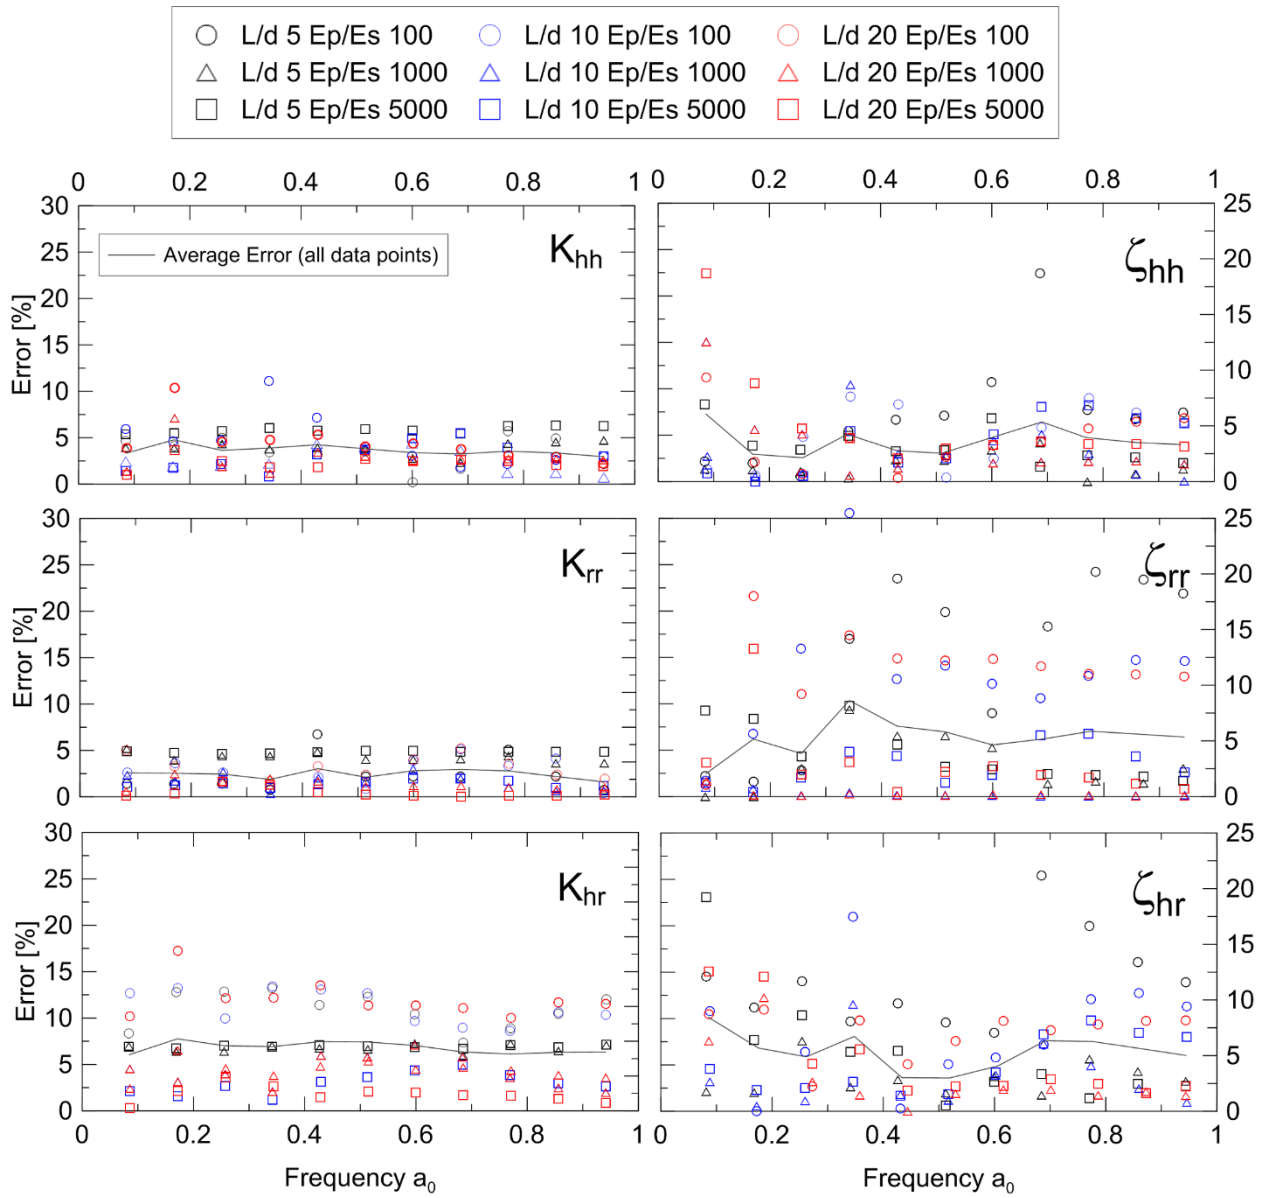 L/d 5 Ep/Es 100 L/d 10 Ep/Es 100 L/d 20 Ep/Es 100
L/d 5 Ep/Es 1000 L/d 10 Ep/Es 1000 L/d 20 Ep/Es 1000
L/d 5 Ep/Es 5000 L/d 10 Ep/Es 5000 L/d 20 Ep/Es 5000
0 0.2 0.4 0.6 0.8 1
0 0.2 0.4 0.6 0.8 1
30
25
20
15
10
5
0
Error [%]
Average Error (all data points)
Khh
ζhh
25
20
15
10
5
0
30
25
20
15
10
5
0
Error [%]
Krr
ζrr
25
20
15
10
5
0
30
25
20
15
10
5
0
Error [%]
Khr
ζhr
25
20
15
10
5
0
0 0.2 0.4 0.6 0.8 1
0 0.2 0.4 0.6 0.8 1
Frequency a0
Frequency a0